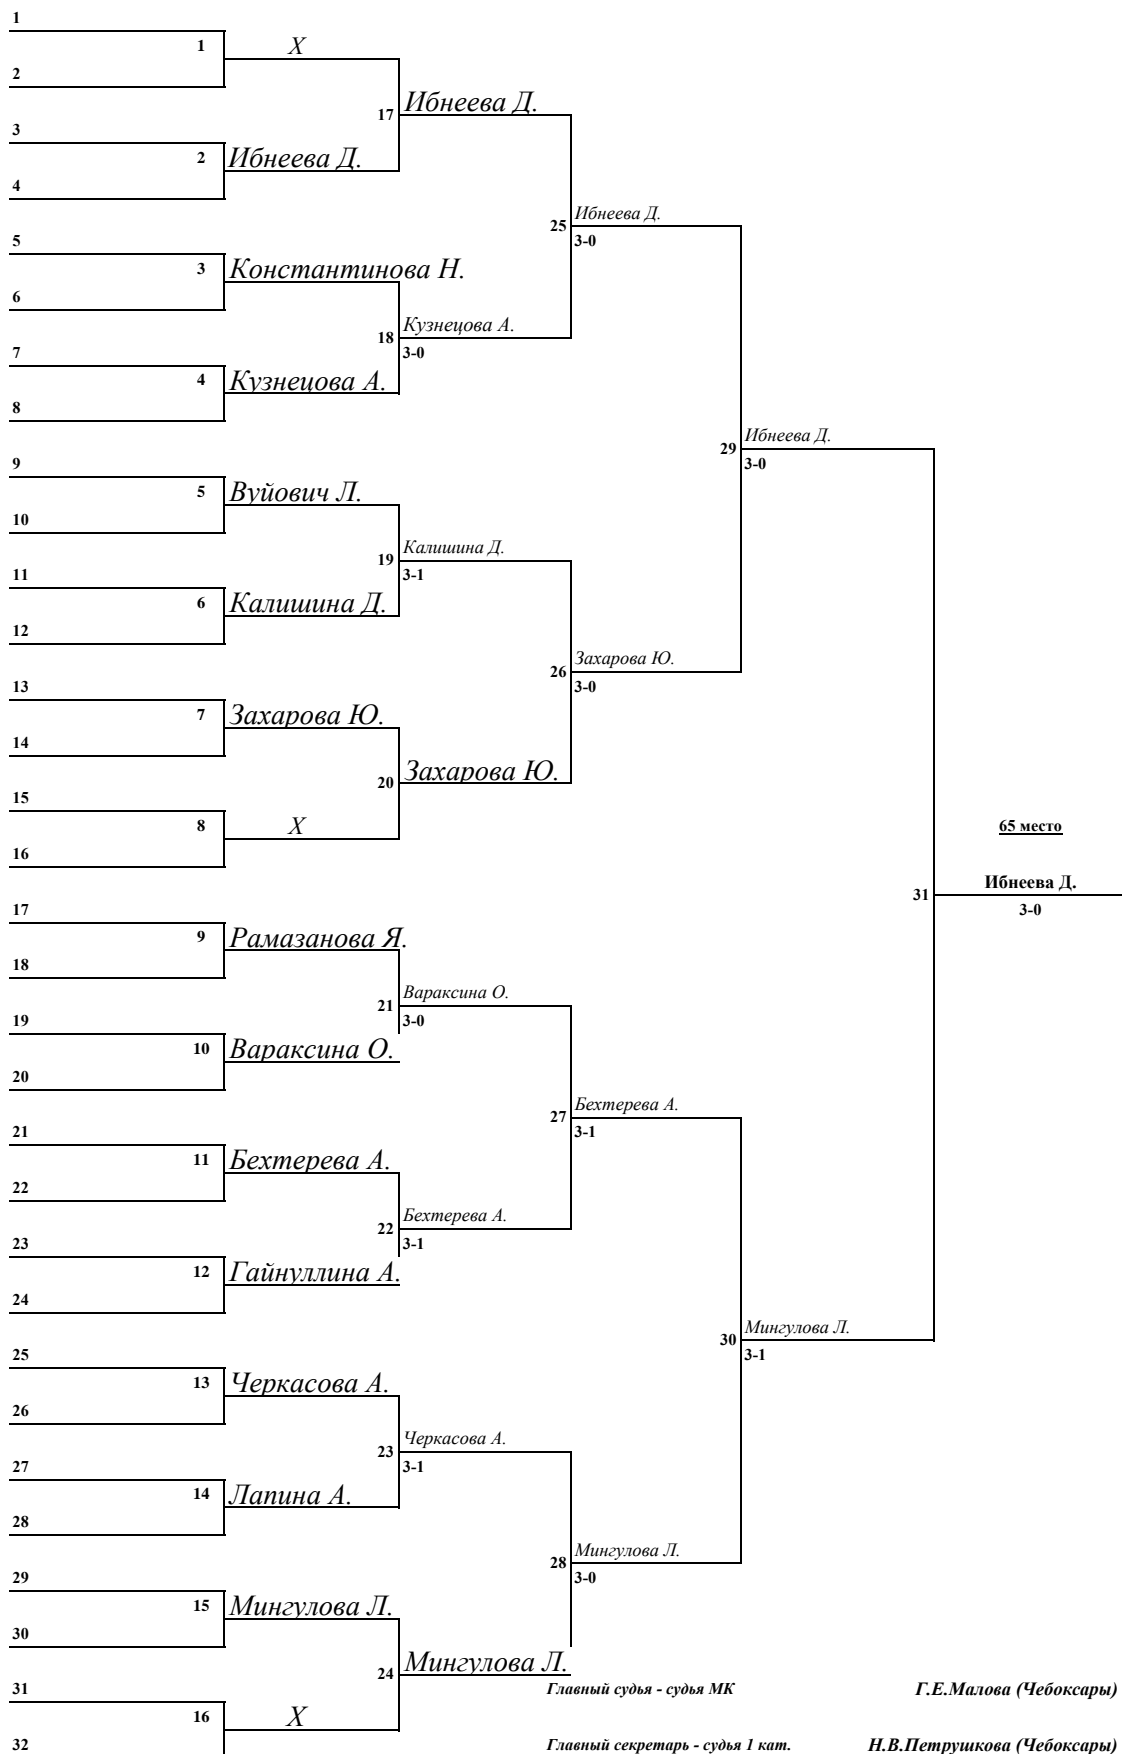 1
1 X
2
17 Ибнеева Д.
3
2 Ибнеева Д.
4
25 Ибнеева Д.
3-0
5
3 Константинова Н.
6
18 Кузнецова А.
3-0
7
4 Кузнецова А.
8
29 Ибнеева Д.
3-0
9
5 Вуйович Л.
10
19 Калишина Д.
3-1
11
6 Калишина Д.
12
26 Захарова Ю.
3-0
13
7 Захарова Ю.
14
20 Захарова Ю.
15
8 X
16
65 место
31 Ибнеева Д.
3-0
17
9 Рамазанова Я.
18
21 Вараксина О.
3-0
19
10 Вараксина О.
20
27 Бехтерева А.
3-1
21
11 Бехтерева А.
22
22 Бехтерева А.
3-1
23
12 Гайнуллина А.
24
30 Мингулова Л.
3-1
25
13 Черкасова А.
26
23 Черкасова А.
3-1
27
14 Лапина А.
28
28 Мингулова Л.
3-0
29
15 Мингулова Л.
30
24 Мингулова Л.
31 Главный судья - судья МК Г.Е.Малова (Чебоксары)
16 X
32 Главный секретарь - судья 1 кат. Н.В.Петрушкова (Чебоксары)